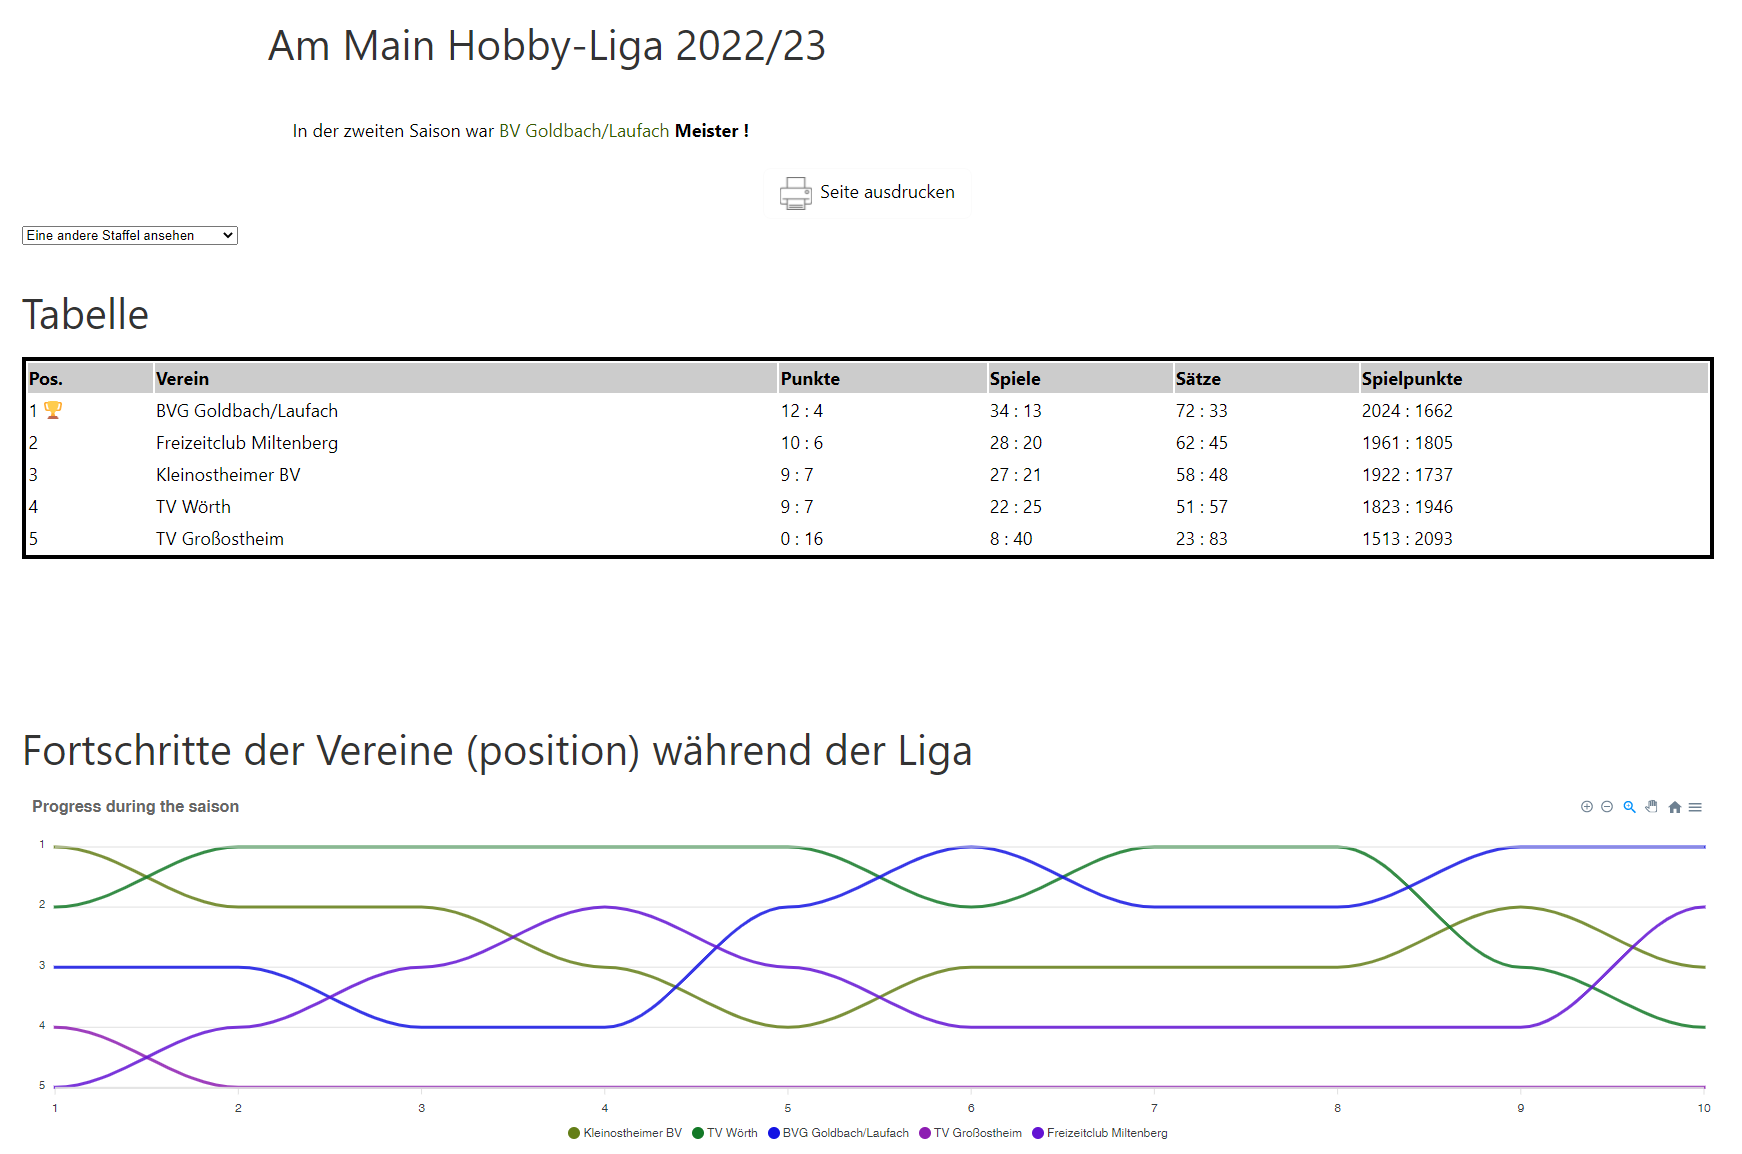 Am Main Hobby-Liga 2022/23
In der zweiten Saison war BV Goldbach/Laufach Meister !
Seite ausdrucken
Eine andere Staffel ansehen
Tabelle
Pos. Verein Punkte Spiele Sätze Spielpunkte
1 BVG Goldbach/Laufach 12 : 4 34 : 13 72 : 33 2024 : 1662
2 Freizeitclub Miltenberg 10 : 6 28 : 20 62 : 45 1961 : 1805
3 Kleinostheimer BV 9 : 7 27 : 21 58 : 48 1922 : 1737
4 TV Wörth 9 : 7 22 : 25 51 : 57 1823 : 1946
5 TV Großostheim 0 : 16 8 : 40 23 : 83 1513 : 2093
Fortschritte der Vereine (position) während der Liga
Progress during the saison
1
2
3
4
5
1 2 3 4 5 6 7 8 9 10
Kleinostheimer BV TV Wörth BVG Goldbach/Laufach TV Großostheim Freizeitclub Miltenberg